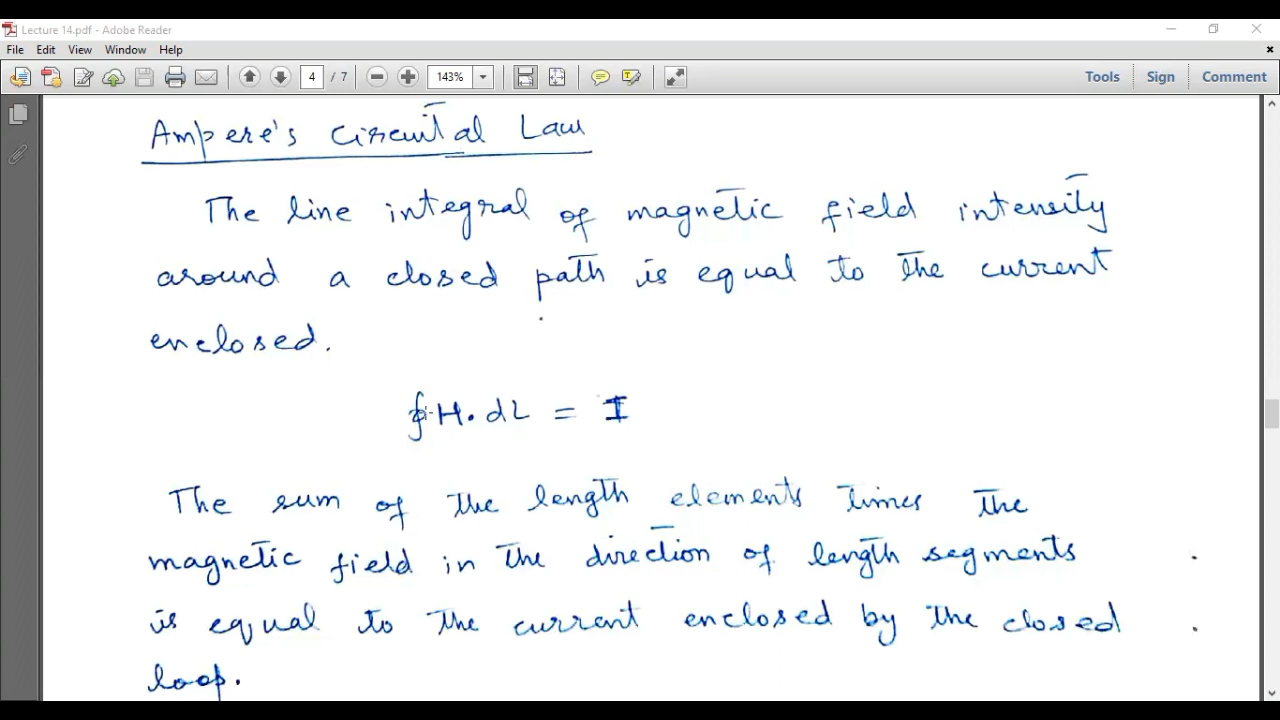 Lecture 14.pdf - Adobe Reader
File Edit View Window Help
4 / 7 143% Tools Sign Comment
Ampere's Circuital Law
The line integral of magnetic field intensity
around a closed path is equal to the current
enclosed.
∮H.dL = I
The sum of the length elements times the
magnetic field in the direction of length segments
is equal to the current enclosed by the closed
loop.